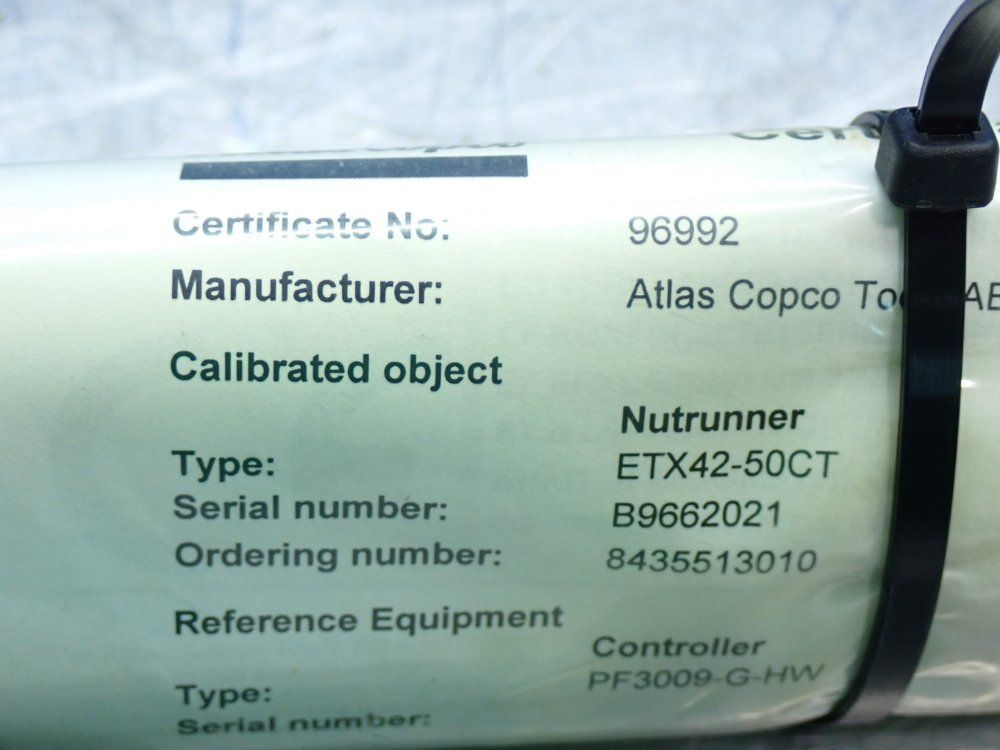 Certificate No: 96992
Manufacturer: Atlas Copco AB
Calibrated object
Nutrunner
Type: ETX42-50CT
Serial number: B9662021
Ordering number: 8435513010
Reference Equipment
Controller
Type: PF3009-G-HW
Serial number: